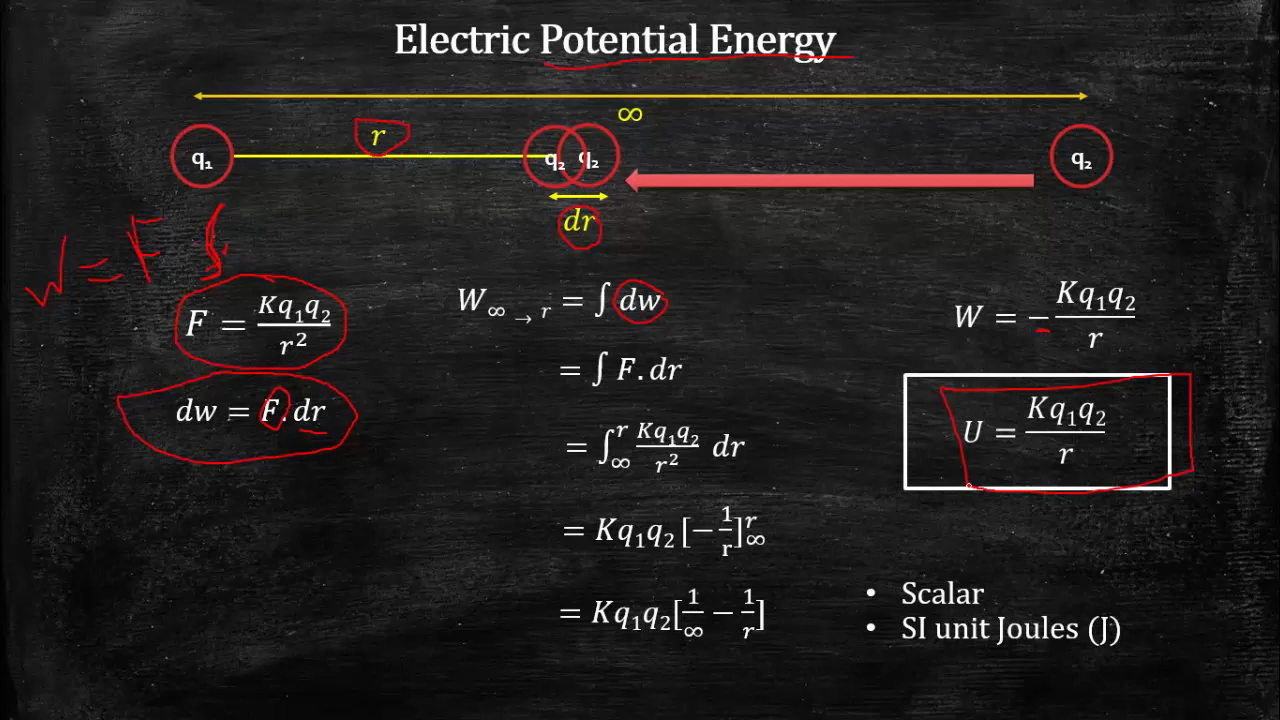 Electric Potential Energy
∞
r
q₁ q₂ q₂ q₂
dr
W = F
F = Kq₁q₂/r²
dw = F.dr
W∞→r = ∫ dw
= ∫ F.dr
= ∫∞^r Kq₁q₂/r² dr
= Kq₁q₂ [−1/r]∞^r
= Kq₁q₂[1/∞ − 1/r]
W = −Kq₁q₂/r
U = Kq₁q₂/r
• Scalar
• SI unit Joules (J)